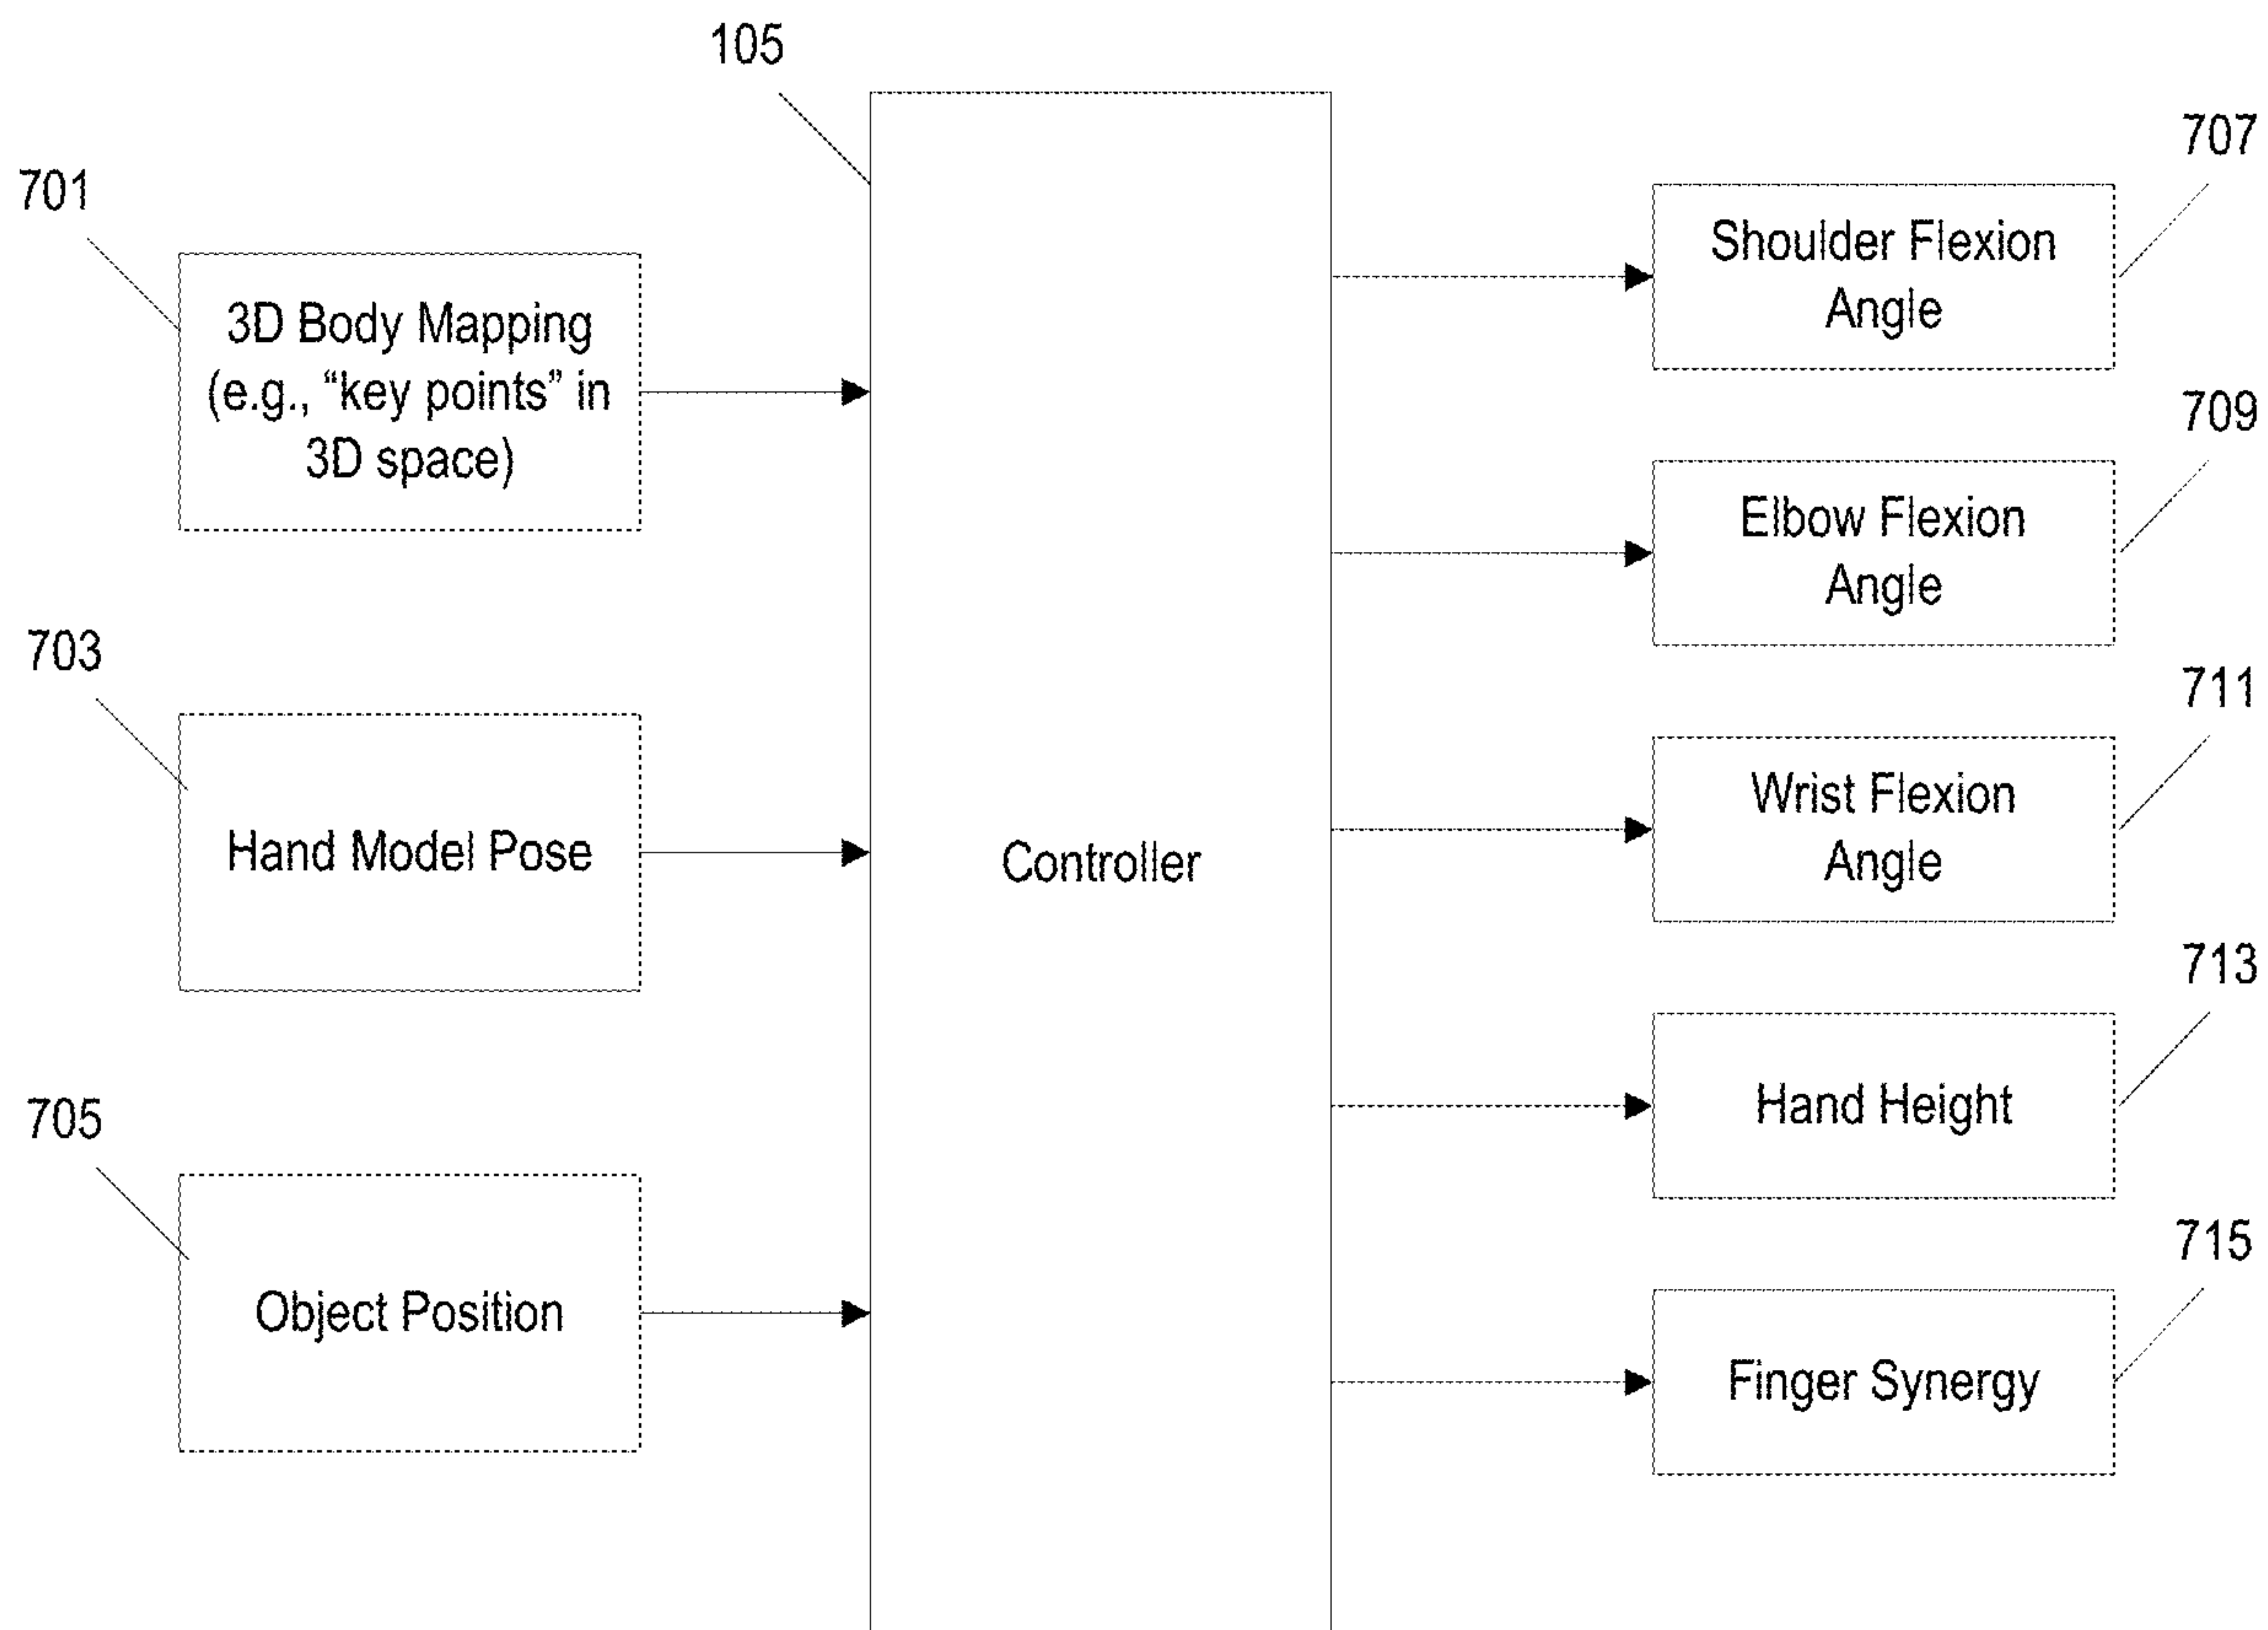 105
701
3D Body Mapping
(e.g., “key points” in
3D space)
703
Hand Model Pose
705
Object Position
Controller
707
Shoulder Flexion
Angle
709
Elbow Flexion
Angle
711
Wrist Flexion
Angle
713
Hand Height
715
Finger Synergy